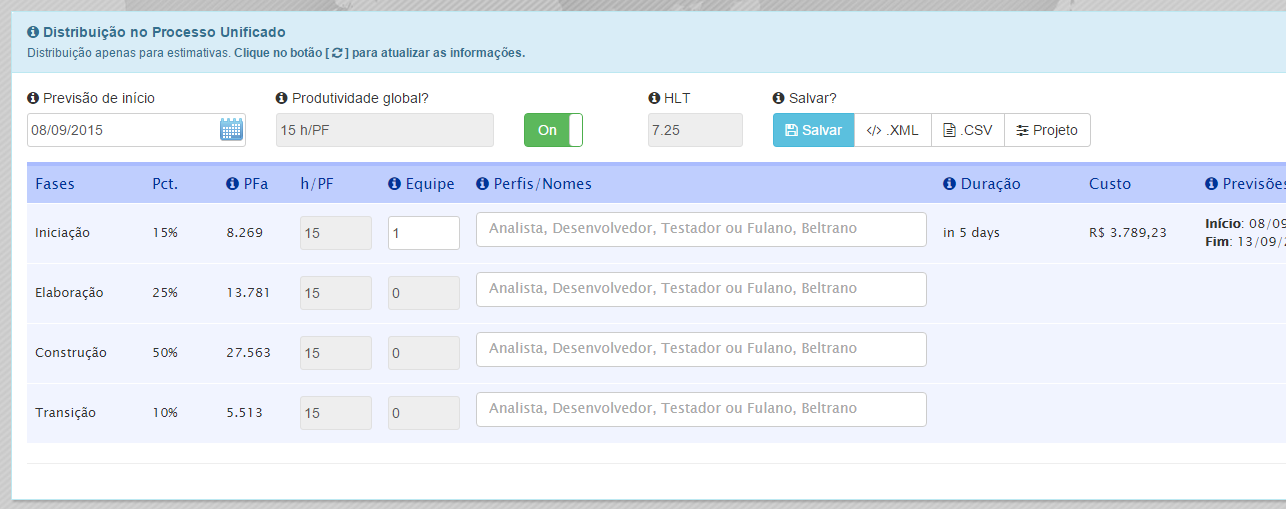 Distribuição no Processo Unificado
Distribuição apenas para estimativas. Clique no botão [ ] para atualizar as informações.
Previsão de início Produtividade global? HLT Salvar?
08/09/2015 15 h/PF On 7.25 Salvar </> .XML .CSV Projeto
Fases Pct. PFa h/PF Equipe Perfis/Nomes Duração Custo Previsões
Iniciação 15% 8.269 15 1 Analista, Desenvolvedor, Testador ou Fulano, Beltrano in 5 days R$ 3.789,23 Início: 08/09
Fim: 13/09/
Elaboração 25% 13.781 15 0 Analista, Desenvolvedor, Testador ou Fulano, Beltrano
Construção 50% 27.563 15 0 Analista, Desenvolvedor, Testador ou Fulano, Beltrano
Transição 10% 5.513 15 0 Analista, Desenvolvedor, Testador ou Fulano, Beltrano